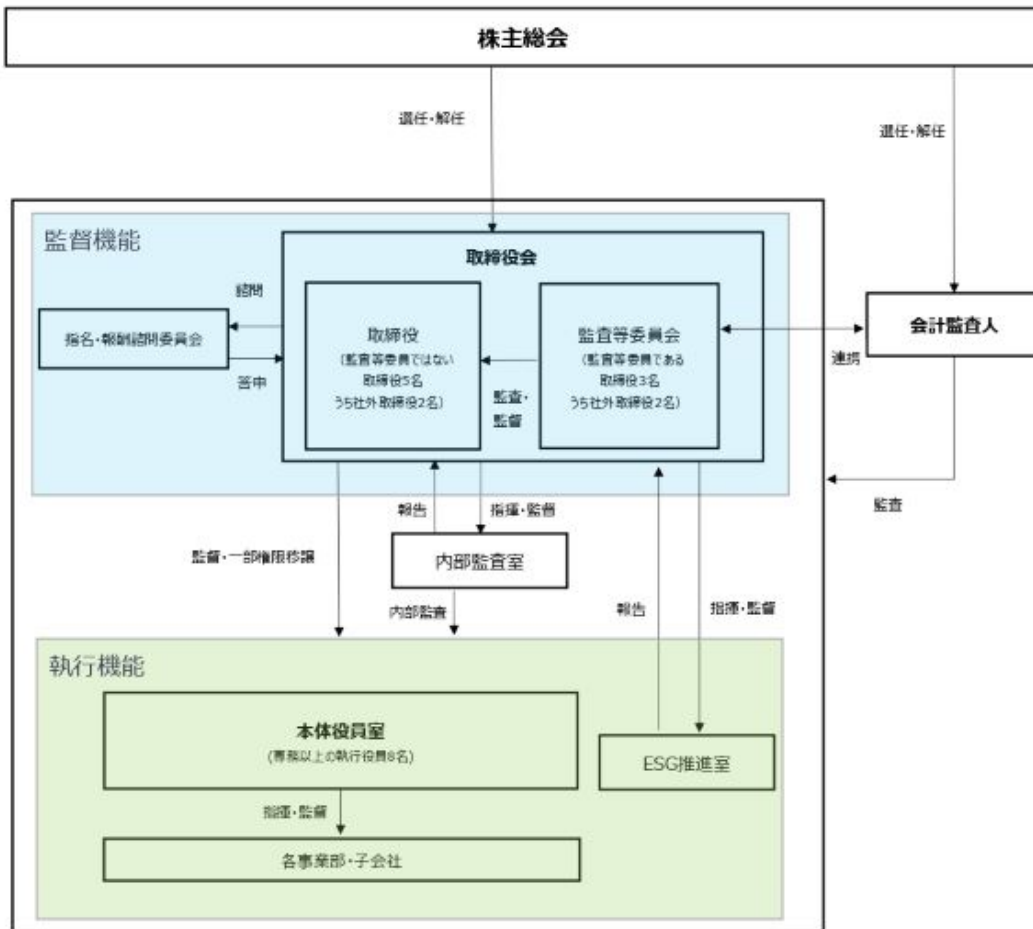 株主総会
選任・解任
選任・解任
監督機能
取締役会
諮問
指名・報酬諮問委員会
答申
取締役
(監査等委員ではない
取締役5名
うち社外取締役2名)
監査・
監督
監査等委員会
(監査等委員である
取締役3名
うち社外取締役2名)
会計監査人
連携
監査
報告
指揮・監督
監督・一部権限移譲
内部監査室
内部監査
報告
指揮・監督
執行機能
本体役員室
(専務以上の執行役員8名)
ESG推進室
指揮・監督
各事業部・子会社